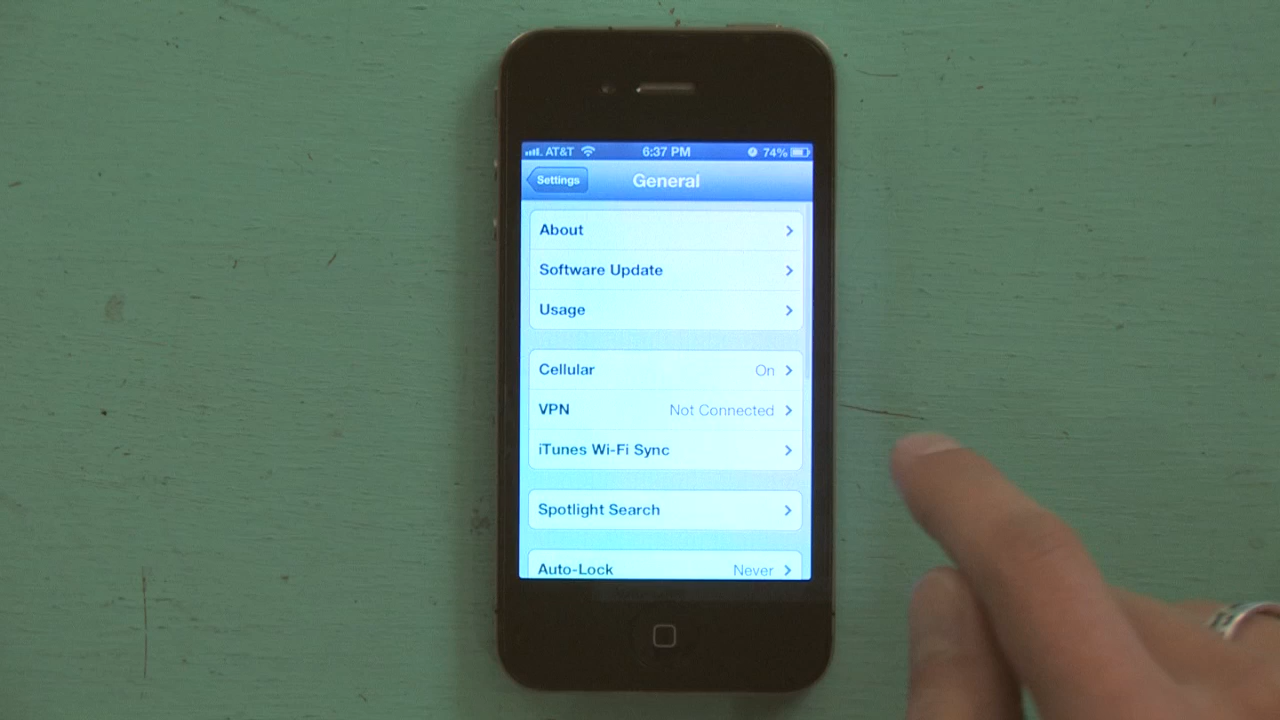 AT&T 6:37 PM 74%
Settings General
About
Software Update
Usage
Cellular On
VPN Not Connected
iTunes Wi-Fi Sync
Spotlight Search
Auto-Lock Never